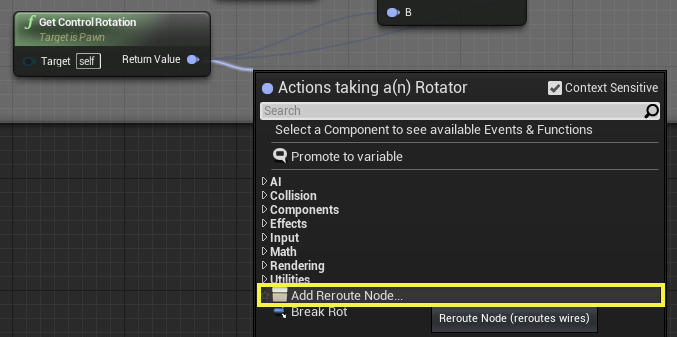 Get Control Rotation
Target is Pawn
Target self Return Value
B
Actions taking a(n) Rotator Context Sensitive
Search
Select a Component to see available Events & Functions
Promote to variable
AI
Collision
Components
Effects
Input
Math
Rendering
Utilities
Add Reroute Node...
Break Rot
Reroute Node (reroutes wires)